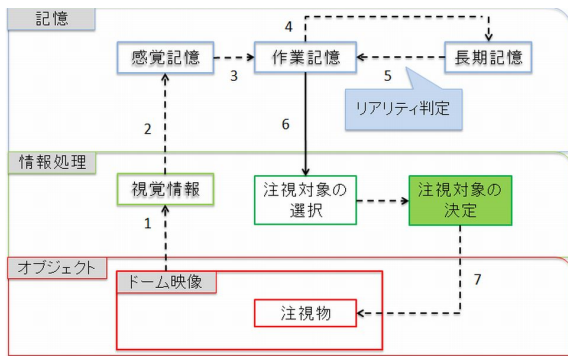 記憶
4
感覚記憶
3
作業記憶
5
長期記憶
リアリティ判定
2
6
情報処理
視覚情報
注視対象の
選択
注視対象の
決定
1
オブジェクト
ドーム映像
7
注視物